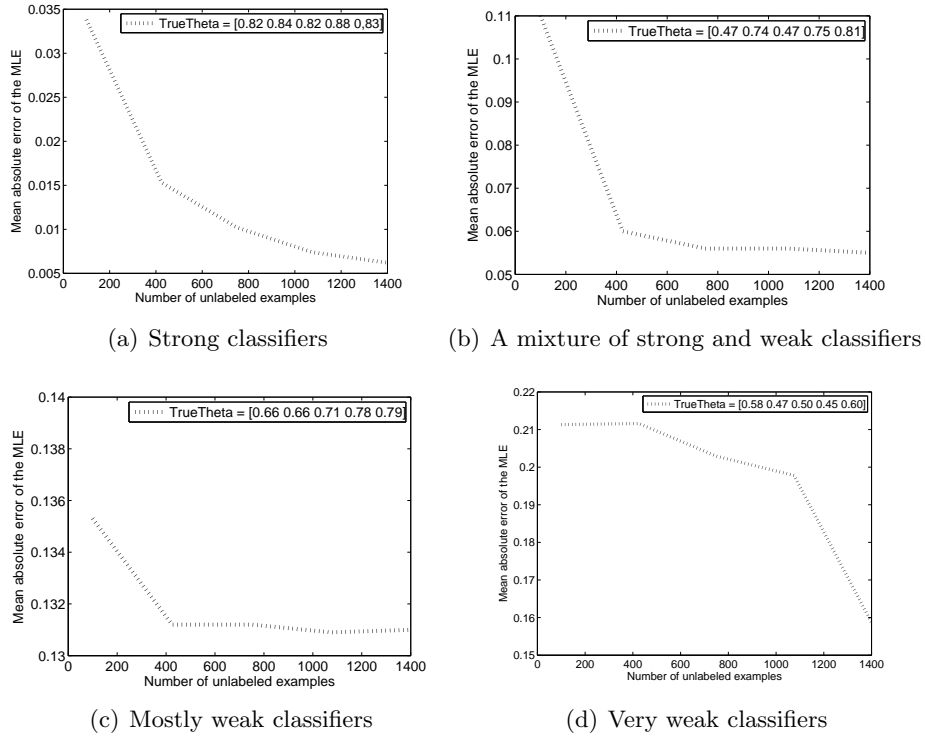 0.035
0.03
0.025
0.02
0.015
0.01
0.005
Mean absolute error of the MLE
TrueTheta = [0.82 0.84 0.82 0.88 0,83]
0 200 400 600 800 1000 1200 1400
Number of unlabeled examples
(a) Strong classifiers
0.11
0.1
0.09
0.08
0.07
0.06
0.05
Mean absolute error of the MLE
TrueTheta = [0.47 0.74 0.47 0.75 0.81]
0 200 400 600 800 1000 1200 1400
Number of unlabeled examples
(b) A mixture of strong and weak classifiers
0.14
0.138
0.136
0.134
0.132
0.13
Mean absolute error of the MLE
TrueTheta = [0.66 0.66 0.71 0.78 0.79]
0 200 400 600 800 1000 1200 1400
Number of unlabeled examples
(c) Mostly weak classifiers
0.22
0.21
0.2
0.19
0.18
0.17
0.16
0.15
Mean absolute error of the MLE
TrueTheta = [0.58 0.47 0.50 0.45 0.60]
0 200 400 600 800 1000 1200 1400
Number of unlabeled examples
(d) Very weak classifiers